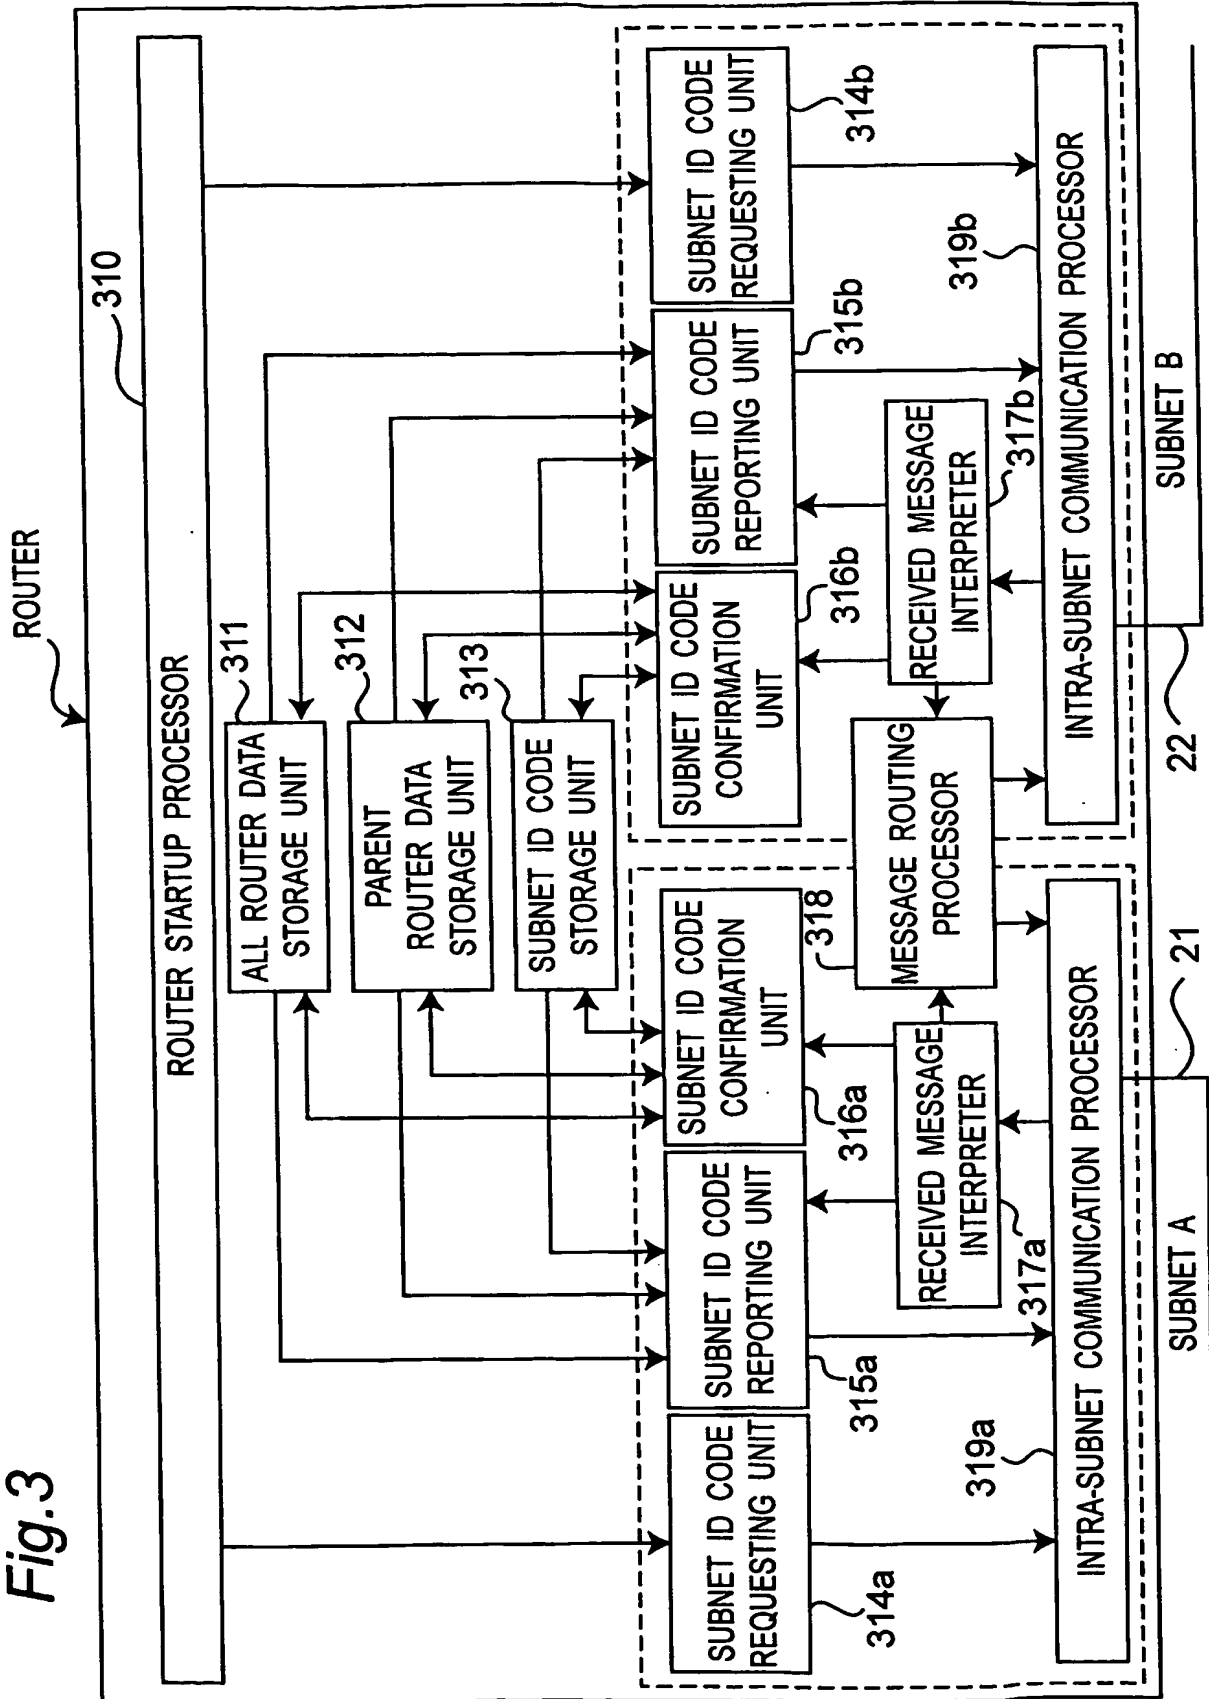 Fig.3
ROUTER
310
ROUTER STARTUP PROCESSOR
311
ALL ROUTER DATA
STORAGE UNIT
312
PARENT
ROUTER DATA
STORAGE UNIT
313
SUBNET ID CODE
STORAGE UNIT
SUBNET ID CODE
REQUESTING UNIT
314a
SUBNET ID CODE
REPORTING UNIT
315a
SUBNET ID CODE
CONFIRMATION
UNIT
316a
SUBNET ID CODE
CONFIRMATION
UNIT
316b
SUBNET ID CODE
REPORTING UNIT
315b
SUBNET ID CODE
REQUESTING UNIT
314b
RECEIVED MESSAGE
INTERPRETER
317a
318
MESSAGE ROUTING
PROCESSOR
RECEIVED MESSAGE
INTERPRETER
317b
319a
INTRA-SUBNET COMMUNICATION PROCESSOR
319b
INTRA-SUBNET COMMUNICATION PROCESSOR
SUBNET A
21
22
SUBNET B